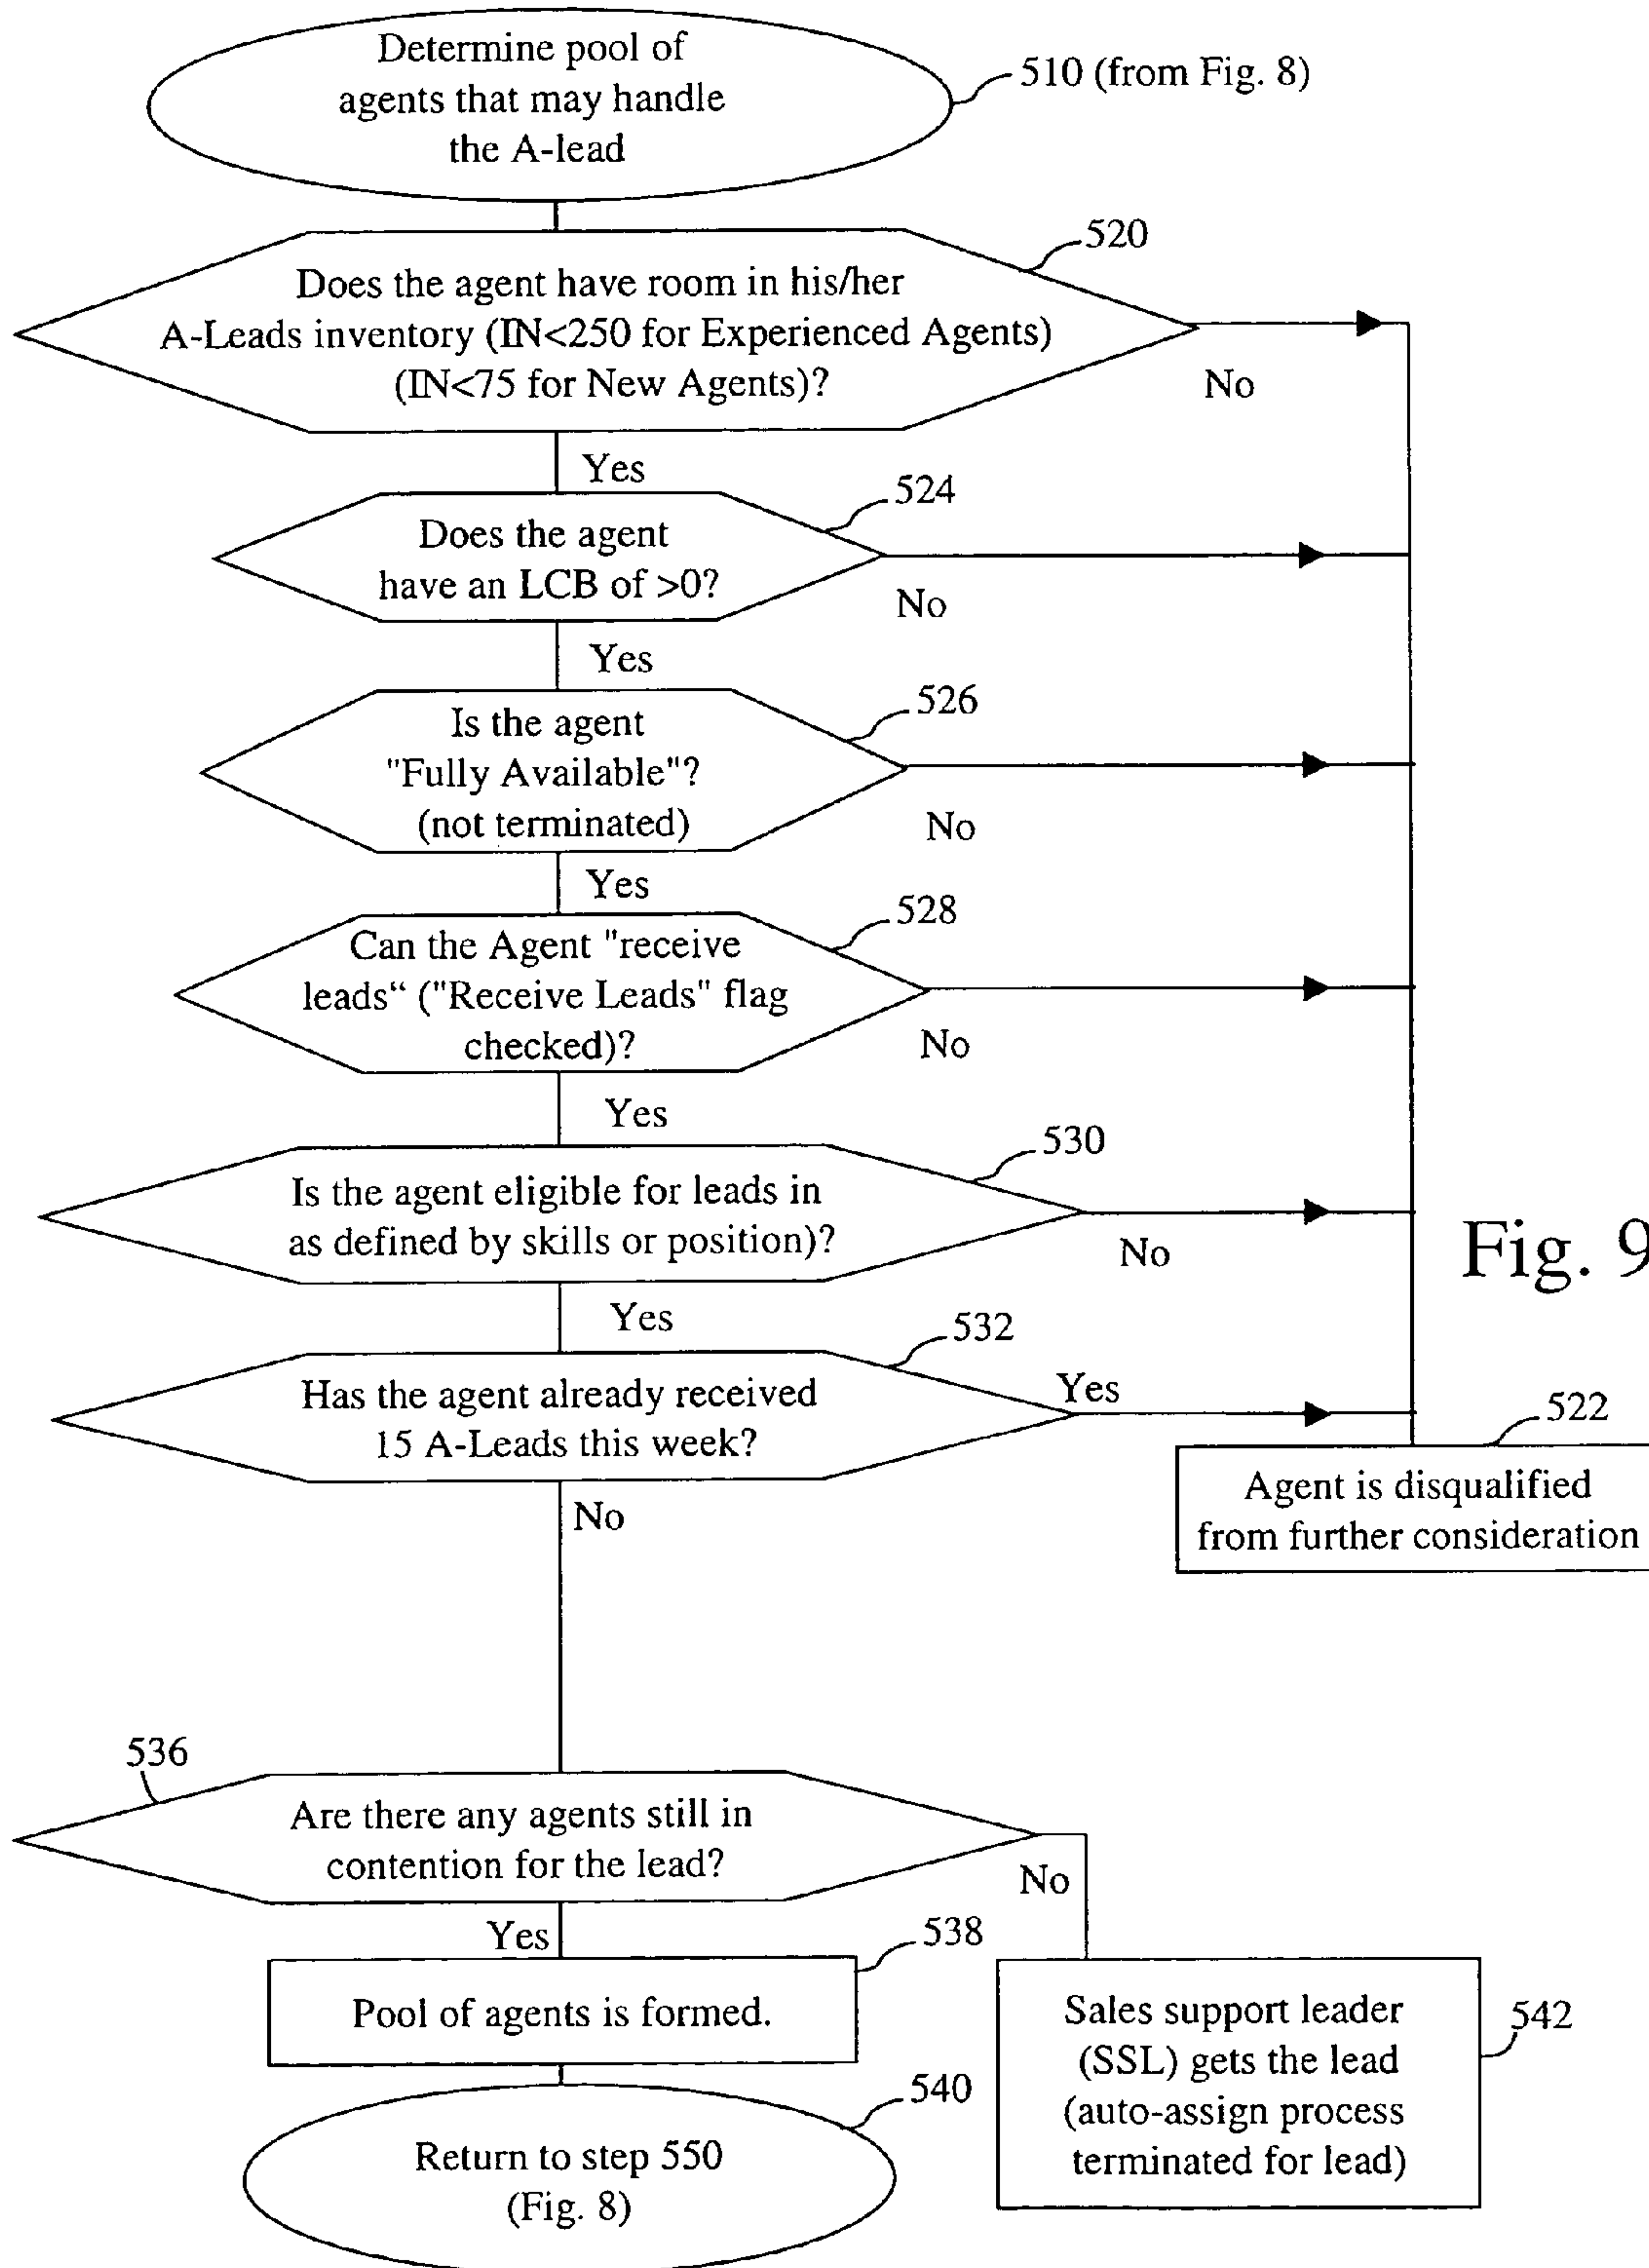 Determine pool of
agents that may handle
the A-lead
510 (from Fig. 8)
520
Does the agent have room in his/her
A-Leads inventory (IN<250 for Experienced Agents)
(IN<75 for New Agents)?
No
Yes
524
Does the agent
have an LCB of >0?
No
Yes
526
Is the agent
"Fully Available"?
(not terminated)
No
Yes
528
Can the Agent "receive
leads“ ("Receive Leads" flag
checked)?
No
Yes
530
Is the agent eligible for leads in
as defined by skills or position)?
No
Fig. 9
Yes
532
Has the agent already received
15 A-Leads this week?
Yes
522
Agent is disqualified
from further consideration
No
536
Are there any agents still in
contention for the lead?
No
Yes
538
Pool of agents is formed.
Sales support leader
(SSL) gets the lead
(auto-assign process
terminated for lead)
542
540
Return to step 550
(Fig. 8)